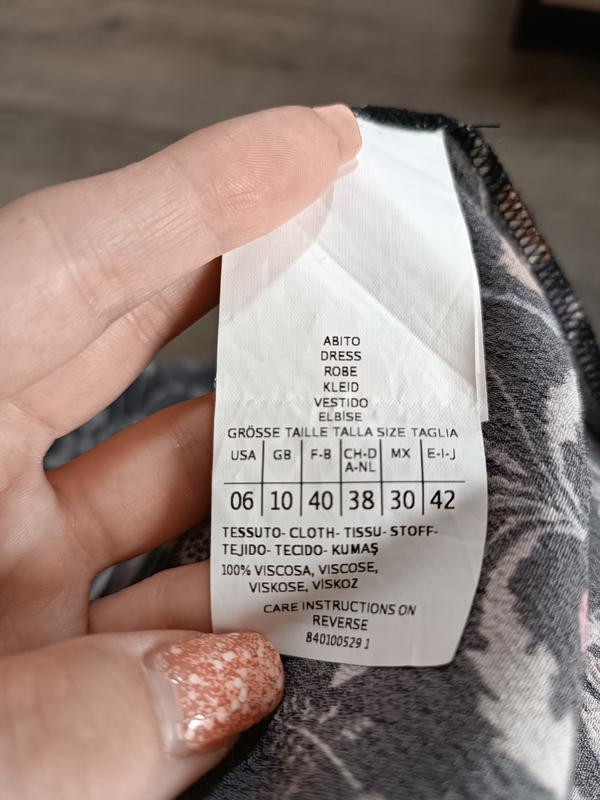 ABITO
DRESS
ROBE
KLEID
VESTIDO
ELBİSE
GRÖSSE TAILLE TALLA SIZE TAGLIA
USA GB F-B CH-D A-NL MX E-I-J
06 10 40 38 30 42
TESSUTO- CLOTH- TISSU- STOFF-
TEJIDO- TECIDO- KUMAŞ
100% VISCOSA, VISCOSE,
VISKOSE, VISKOZ
CARE INSTRUCTIONS ON
REVERSE
840100529 1